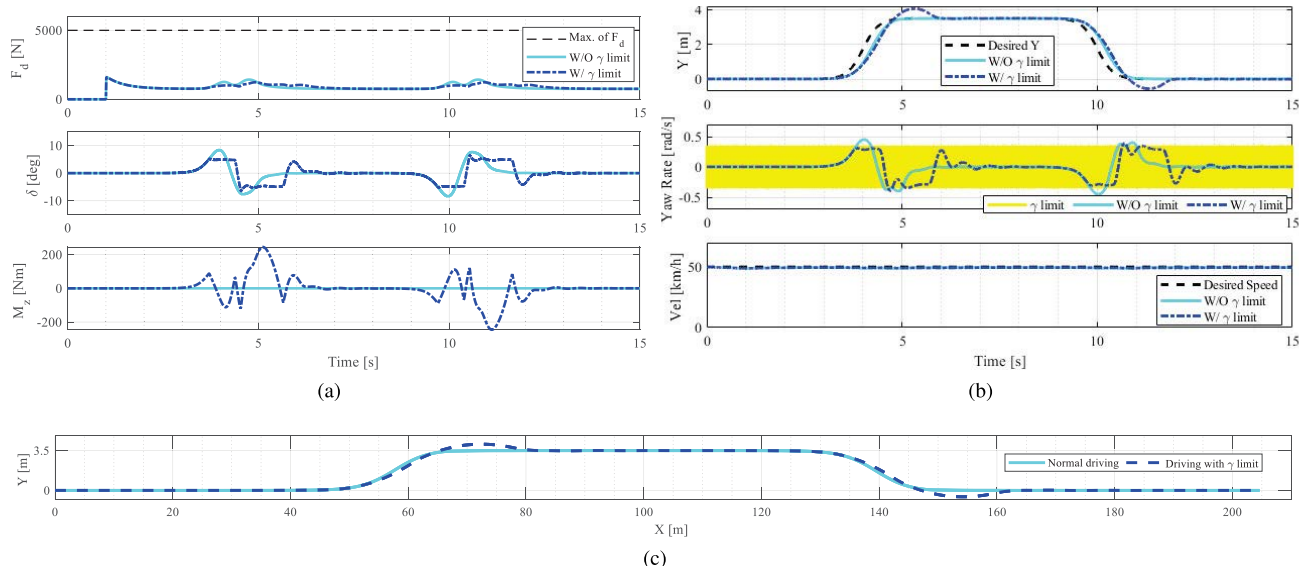 5000
0
F_d [N]
Max. of F_d
W/O γ limit
W/ γ limit
0
5
10
15
10
0
-10
δ [deg]
0
5
10
15
200
0
-200
M_z [Nm]
0
5
10
15
Time [s]
(a)
4
2
0
Y [m]
Desired Y
W/O γ limit
W/ γ limit
0
5
10
15
0.5
0
-0.5
Yaw Rate [rad/s]
γ limit
W/O γ limit
W/ γ limit
0
5
10
15
50
0
Vel [km/h]
Desired Speed
W/O γ limit
W/ γ limit
0
5
10
15
Time [s]
(b)
3.5
0
Y [m]
Normal driving
Driving with γ limit
0
20
40
60
80
100
120
140
160
180
200
X [m]
(c)